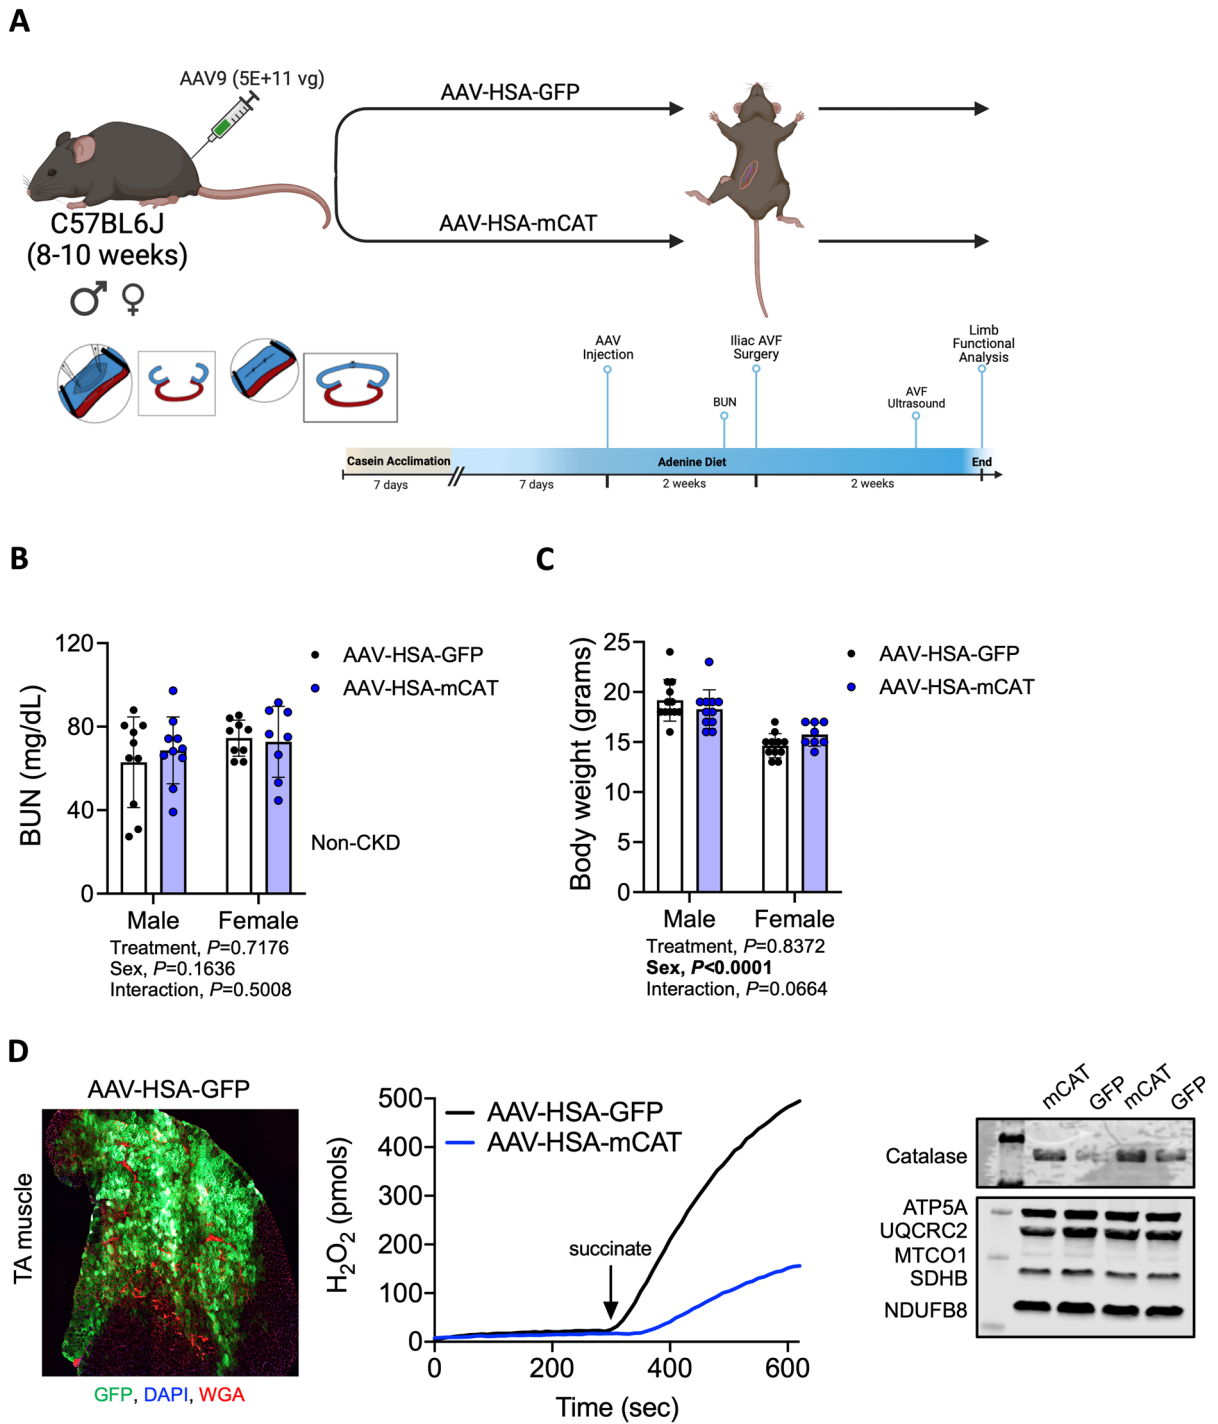 A
AAV9 (5E+11 vg)
AAV-HSA-GFP
AAV-HSA-mCAT
C57BL6J
(8-10 weeks)
♂ ♀
AAV
Injection
BUN
Iliac AVF
Surgery
AVF
Ultrasound
Limb
Functional
Analysis
Casein Acclimation
Adenine Diet
End
7 days
7 days
2 weeks
2 weeks
B
BUN (mg/dL)
120
80
40
0
AAV-HSA-GFP
AAV-HSA-mCAT
Non-CKD
Male
Female
Treatment, P=0.7176
Sex, P=0.1636
Interaction, P=0.5008
C
Body weight (grams)
25
20
15
10
5
0
AAV-HSA-GFP
AAV-HSA-mCAT
Male
Female
Treatment, P=0.8372
Sex, P<0.0001
Interaction, P=0.0664
D
AAV-HSA-GFP
TA muscle
GFP, DAPI, WGA
H2O2 (pmols)
500
400
300
200
100
0
AAV-HSA-GFP
AAV-HSA-mCAT
succinate
0
200
400
600
Time (sec)
mCAT
GFP
mCAT
GFP
Catalase
ATP5A
UQCRC2
MTCO1
SDHB
NDUFB8